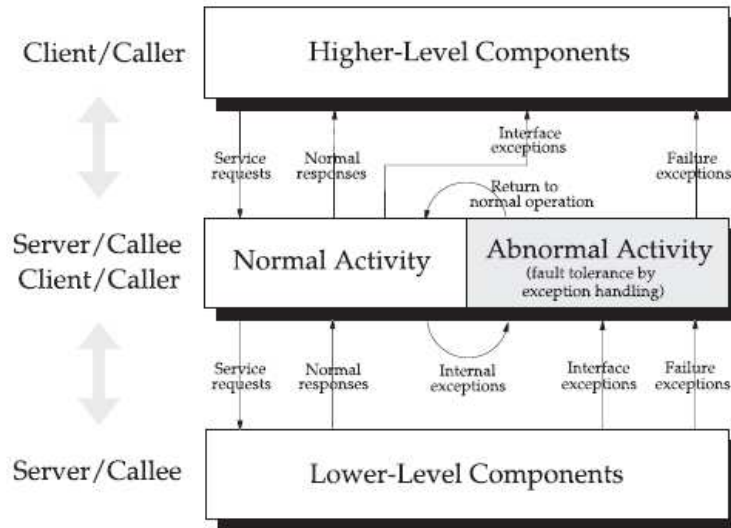 Client/Caller
Higher-Level Components
Service
requests
Normal
responses
Interface
exceptions
Failure
exceptions
Return to
normal operation
Server/Callee
Client/Caller
Normal Activity
Abnormal Activity
(fault tolerance by
exception handling)
Service
requests
Normal
responses
Internal
exceptions
Interface
exceptions
Failure
exceptions
Server/Callee
Lower-Level Components